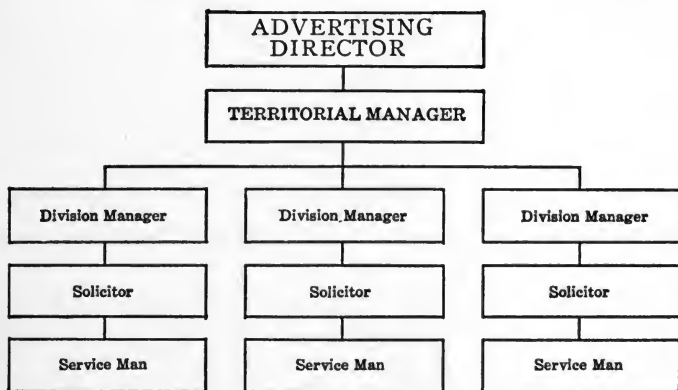 ADVERTISING
DIRECTOR
TERRITORIAL MANAGER
Division Manager
Division Manager
Division Manager
Solicitor
Solicitor
Solicitor
Service Man
Service Man
Service Man